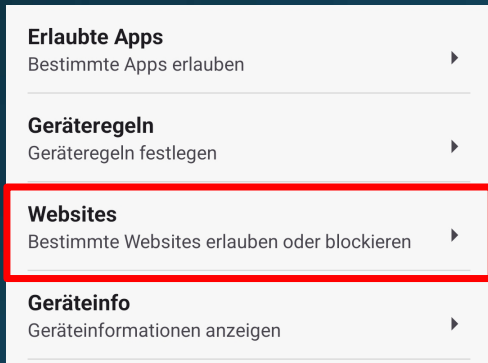 Erlaubte Apps
Bestimmte Apps erlauben
Geräteregeln
Geräteregeln festlegen
Websites
Bestimmte Websites erlauben oder blockieren
Geräteinfo
Geräteinformationen anzeigen